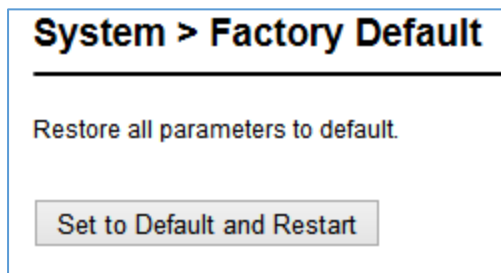 System > Factory Default
Restore all parameters to default.
Set to Default and Restart